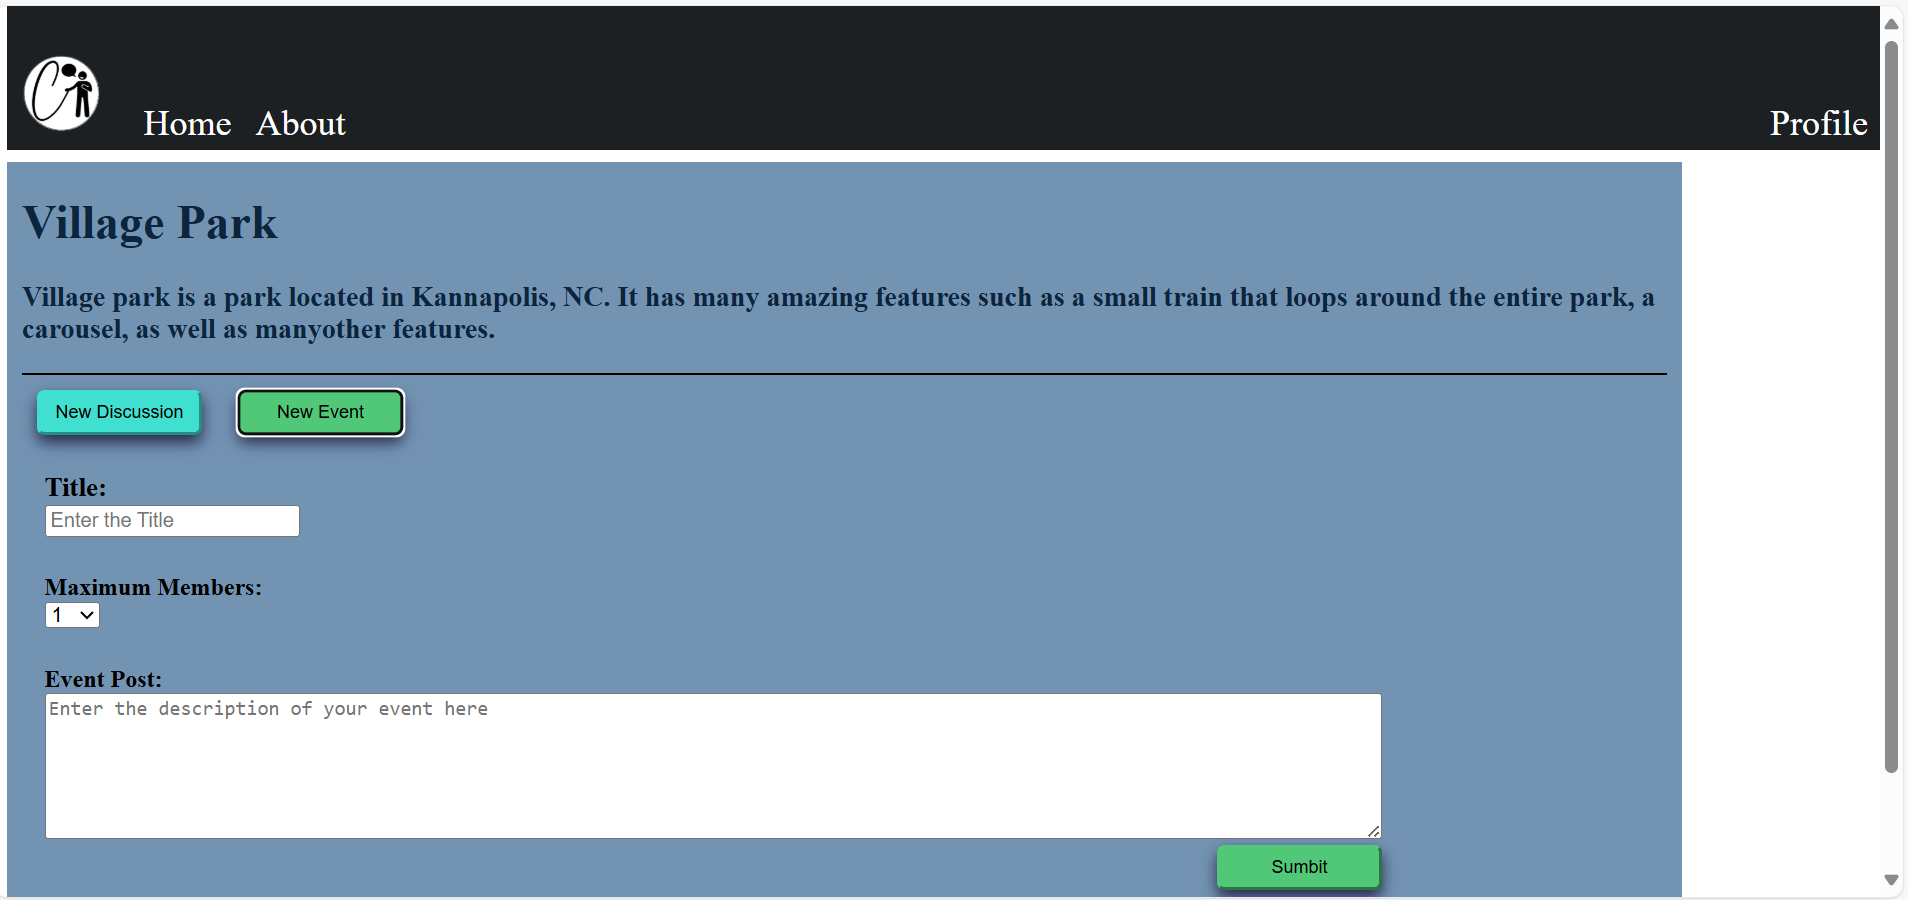 Home About Profile
Village Park
Village park is a park located in Kannapolis, NC. It has many amazing features such as a small train that loops around the entire park, a
carousel, as well as manyother features.
New Discussion New Event
Title:
Enter the Title
Maximum Members:
1
Event Post:
Enter the description of your event here
Sumbit